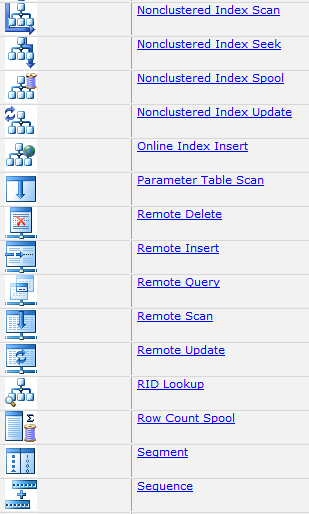 Nonclustered Index Scan
Nonclustered Index Seek
Nonclustered Index Spool
Nonclustered Index Update
Online Index Insert
Parameter Table Scan
Remote Delete
Remote Insert
Remote Query
Remote Scan
Remote Update
RID Lookup
Row Count Spool
Segment
Sequence